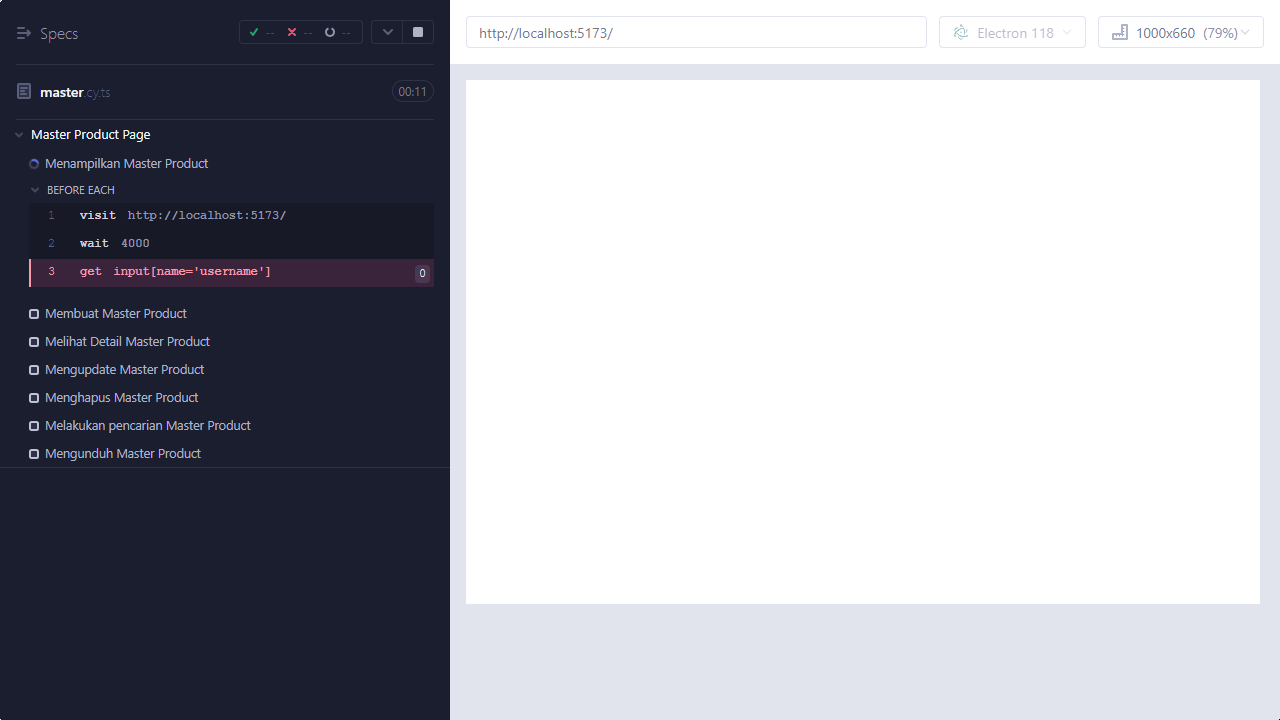 Specs
-- -- --
master.cy.ts
00:11
Master Product Page
Menampilkan Master Product
BEFORE EACH
1 visit http://localhost:5173/
2 wait 4000
3 get input[name='username'] 0
Membuat Master Product
Melihat Detail Master Product
Mengupdate Master Product
Menghapus Master Product
Melakukan pencarian Master Product
Mengunduh Master Product
http://localhost:5173/
Electron 118
1000x660 (79%)